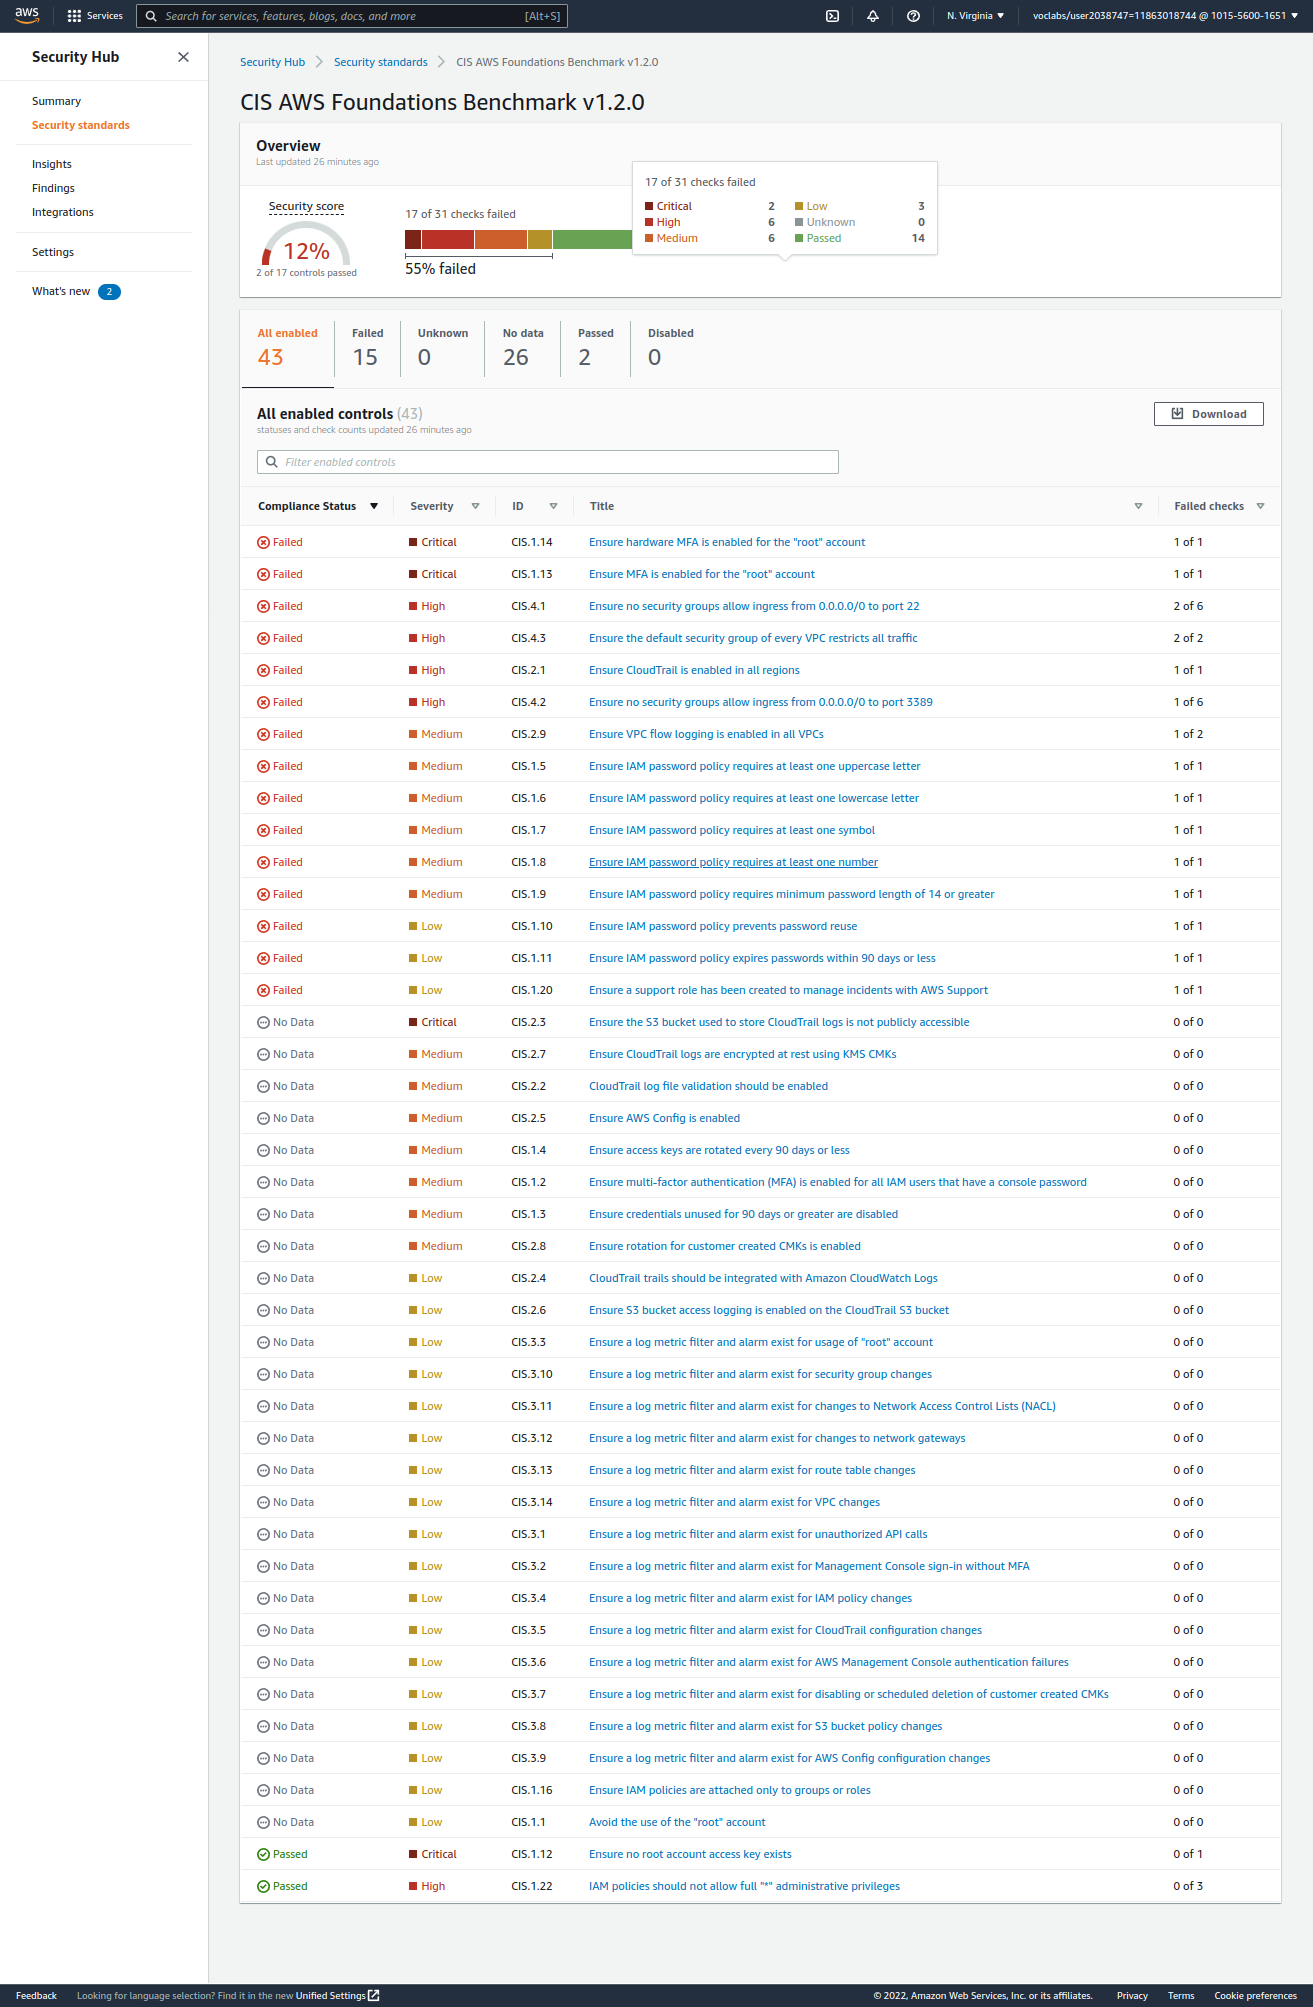 aws Services Search for services, features, blogs, docs, and more [Alt+S] N. Virginia ▼ voclabs/user2038747=11863018744 @ 1015-5600-1651 ▼
Security Hub
Summary
Security standards
Insights
Findings
Integrations
Settings
What's new 2
Security Hub > Security standards > CIS AWS Foundations Benchmark v1.2.0
CIS AWS Foundations Benchmark v1.2.0
Overview
Last updated 26 minutes ago
Security score
12%
2 of 17 controls passed
17 of 31 checks failed
55% failed
17 of 31 checks failed
Critical 2 Low 3
High 6 Unknown 0
Medium 6 Passed 14
All enabled Failed Unknown No data Passed Disabled
43 15 0 26 2 0
All enabled controls (43)
statuses and check counts updated 26 minutes ago
Download
Filter enabled controls
Compliance Status Severity ID Title Failed checks
Failed Critical CIS.1.14 Ensure hardware MFA is enabled for the "root" account 1 of 1
Failed Critical CIS.1.13 Ensure MFA is enabled for the "root" account 1 of 1
Failed High CIS.4.1 Ensure no security groups allow ingress from 0.0.0.0/0 to port 22 2 of 6
Failed High CIS.4.3 Ensure the default security group of every VPC restricts all traffic 2 of 2
Failed High CIS.2.1 Ensure CloudTrail is enabled in all regions 1 of 1
Failed High CIS.4.2 Ensure no security groups allow ingress from 0.0.0.0/0 to port 3389 1 of 6
Failed Medium CIS.2.9 Ensure VPC flow logging is enabled in all VPCs 1 of 2
Failed Medium CIS.1.5 Ensure IAM password policy requires at least one uppercase letter 1 of 1
Failed Medium CIS.1.6 Ensure IAM password policy requires at least one lowercase letter 1 of 1
Failed Medium CIS.1.7 Ensure IAM password policy requires at least one symbol 1 of 1
Failed Medium CIS.1.8 Ensure IAM password policy requires at least one number 1 of 1
Failed Medium CIS.1.9 Ensure IAM password policy requires minimum password length of 14 or greater 1 of 1
Failed Low CIS.1.10 Ensure IAM password policy prevents password reuse 1 of 1
Failed Low CIS.1.11 Ensure IAM password policy expires passwords within 90 days or less 1 of 1
Failed Low CIS.1.20 Ensure a support role has been created to manage incidents with AWS Support 1 of 1
No Data Critical CIS.2.3 Ensure the S3 bucket used to store CloudTrail logs is not publicly accessible 0 of 0
No Data Medium CIS.2.7 Ensure CloudTrail logs are encrypted at rest using KMS CMKs 0 of 0
No Data Medium CIS.2.2 CloudTrail log file validation should be enabled 0 of 0
No Data Medium CIS.2.5 Ensure AWS Config is enabled 0 of 0
No Data Medium CIS.1.4 Ensure access keys are rotated every 90 days or less 0 of 0
No Data Medium CIS.1.2 Ensure multi-factor authentication (MFA) is enabled for all IAM users that have a console password 0 of 0
No Data Medium CIS.1.3 Ensure credentials unused for 90 days or greater are disabled 0 of 0
No Data Medium CIS.2.8 Ensure rotation for customer created CMKs is enabled 0 of 0
No Data Low CIS.2.4 CloudTrail trails should be integrated with Amazon CloudWatch Logs 0 of 0
No Data Low CIS.2.6 Ensure S3 bucket access logging is enabled on the CloudTrail S3 bucket 0 of 0
No Data Low CIS.3.3 Ensure a log metric filter and alarm exist for usage of "root" account 0 of 0
No Data Low CIS.3.10 Ensure a log metric filter and alarm exist for security group changes 0 of 0
No Data Low CIS.3.11 Ensure a log metric filter and alarm exist for changes to Network Access Control Lists (NACL) 0 of 0
No Data Low CIS.3.12 Ensure a log metric filter and alarm exist for changes to network gateways 0 of 0
No Data Low CIS.3.13 Ensure a log metric filter and alarm exist for route table changes 0 of 0
No Data Low CIS.3.14 Ensure a log metric filter and alarm exist for VPC changes 0 of 0
No Data Low CIS.3.1 Ensure a log metric filter and alarm exist for unauthorized API calls 0 of 0
No Data Low CIS.3.2 Ensure a log metric filter and alarm exist for Management Console sign-in without MFA 0 of 0
No Data Low CIS.3.4 Ensure a log metric filter and alarm exist for IAM policy changes 0 of 0
No Data Low CIS.3.5 Ensure a log metric filter and alarm exist for CloudTrail configuration changes 0 of 0
No Data Low CIS.3.6 Ensure a log metric filter and alarm exist for AWS Management Console authentication failures 0 of 0
No Data Low CIS.3.7 Ensure a log metric filter and alarm exist for disabling or scheduled deletion of customer created CMKs 0 of 0
No Data Low CIS.3.8 Ensure a log metric filter and alarm exist for S3 bucket policy changes 0 of 0
No Data Low CIS.3.9 Ensure a log metric filter and alarm exist for AWS Config configuration changes 0 of 0
No Data Low CIS.1.16 Ensure IAM policies are attached only to groups or roles 0 of 0
No Data Low CIS.1.1 Avoid the use of the "root" account 0 of 0
Passed Critical CIS.1.12 Ensure no root account access key exists 0 of 1
Passed High CIS.1.22 IAM policies should not allow full "*" administrative privileges 0 of 3
Feedback Looking for language selection? Find it in the new Unified Settings © 2022, Amazon Web Services, Inc. or its affiliates. Privacy Terms Cookie preferences